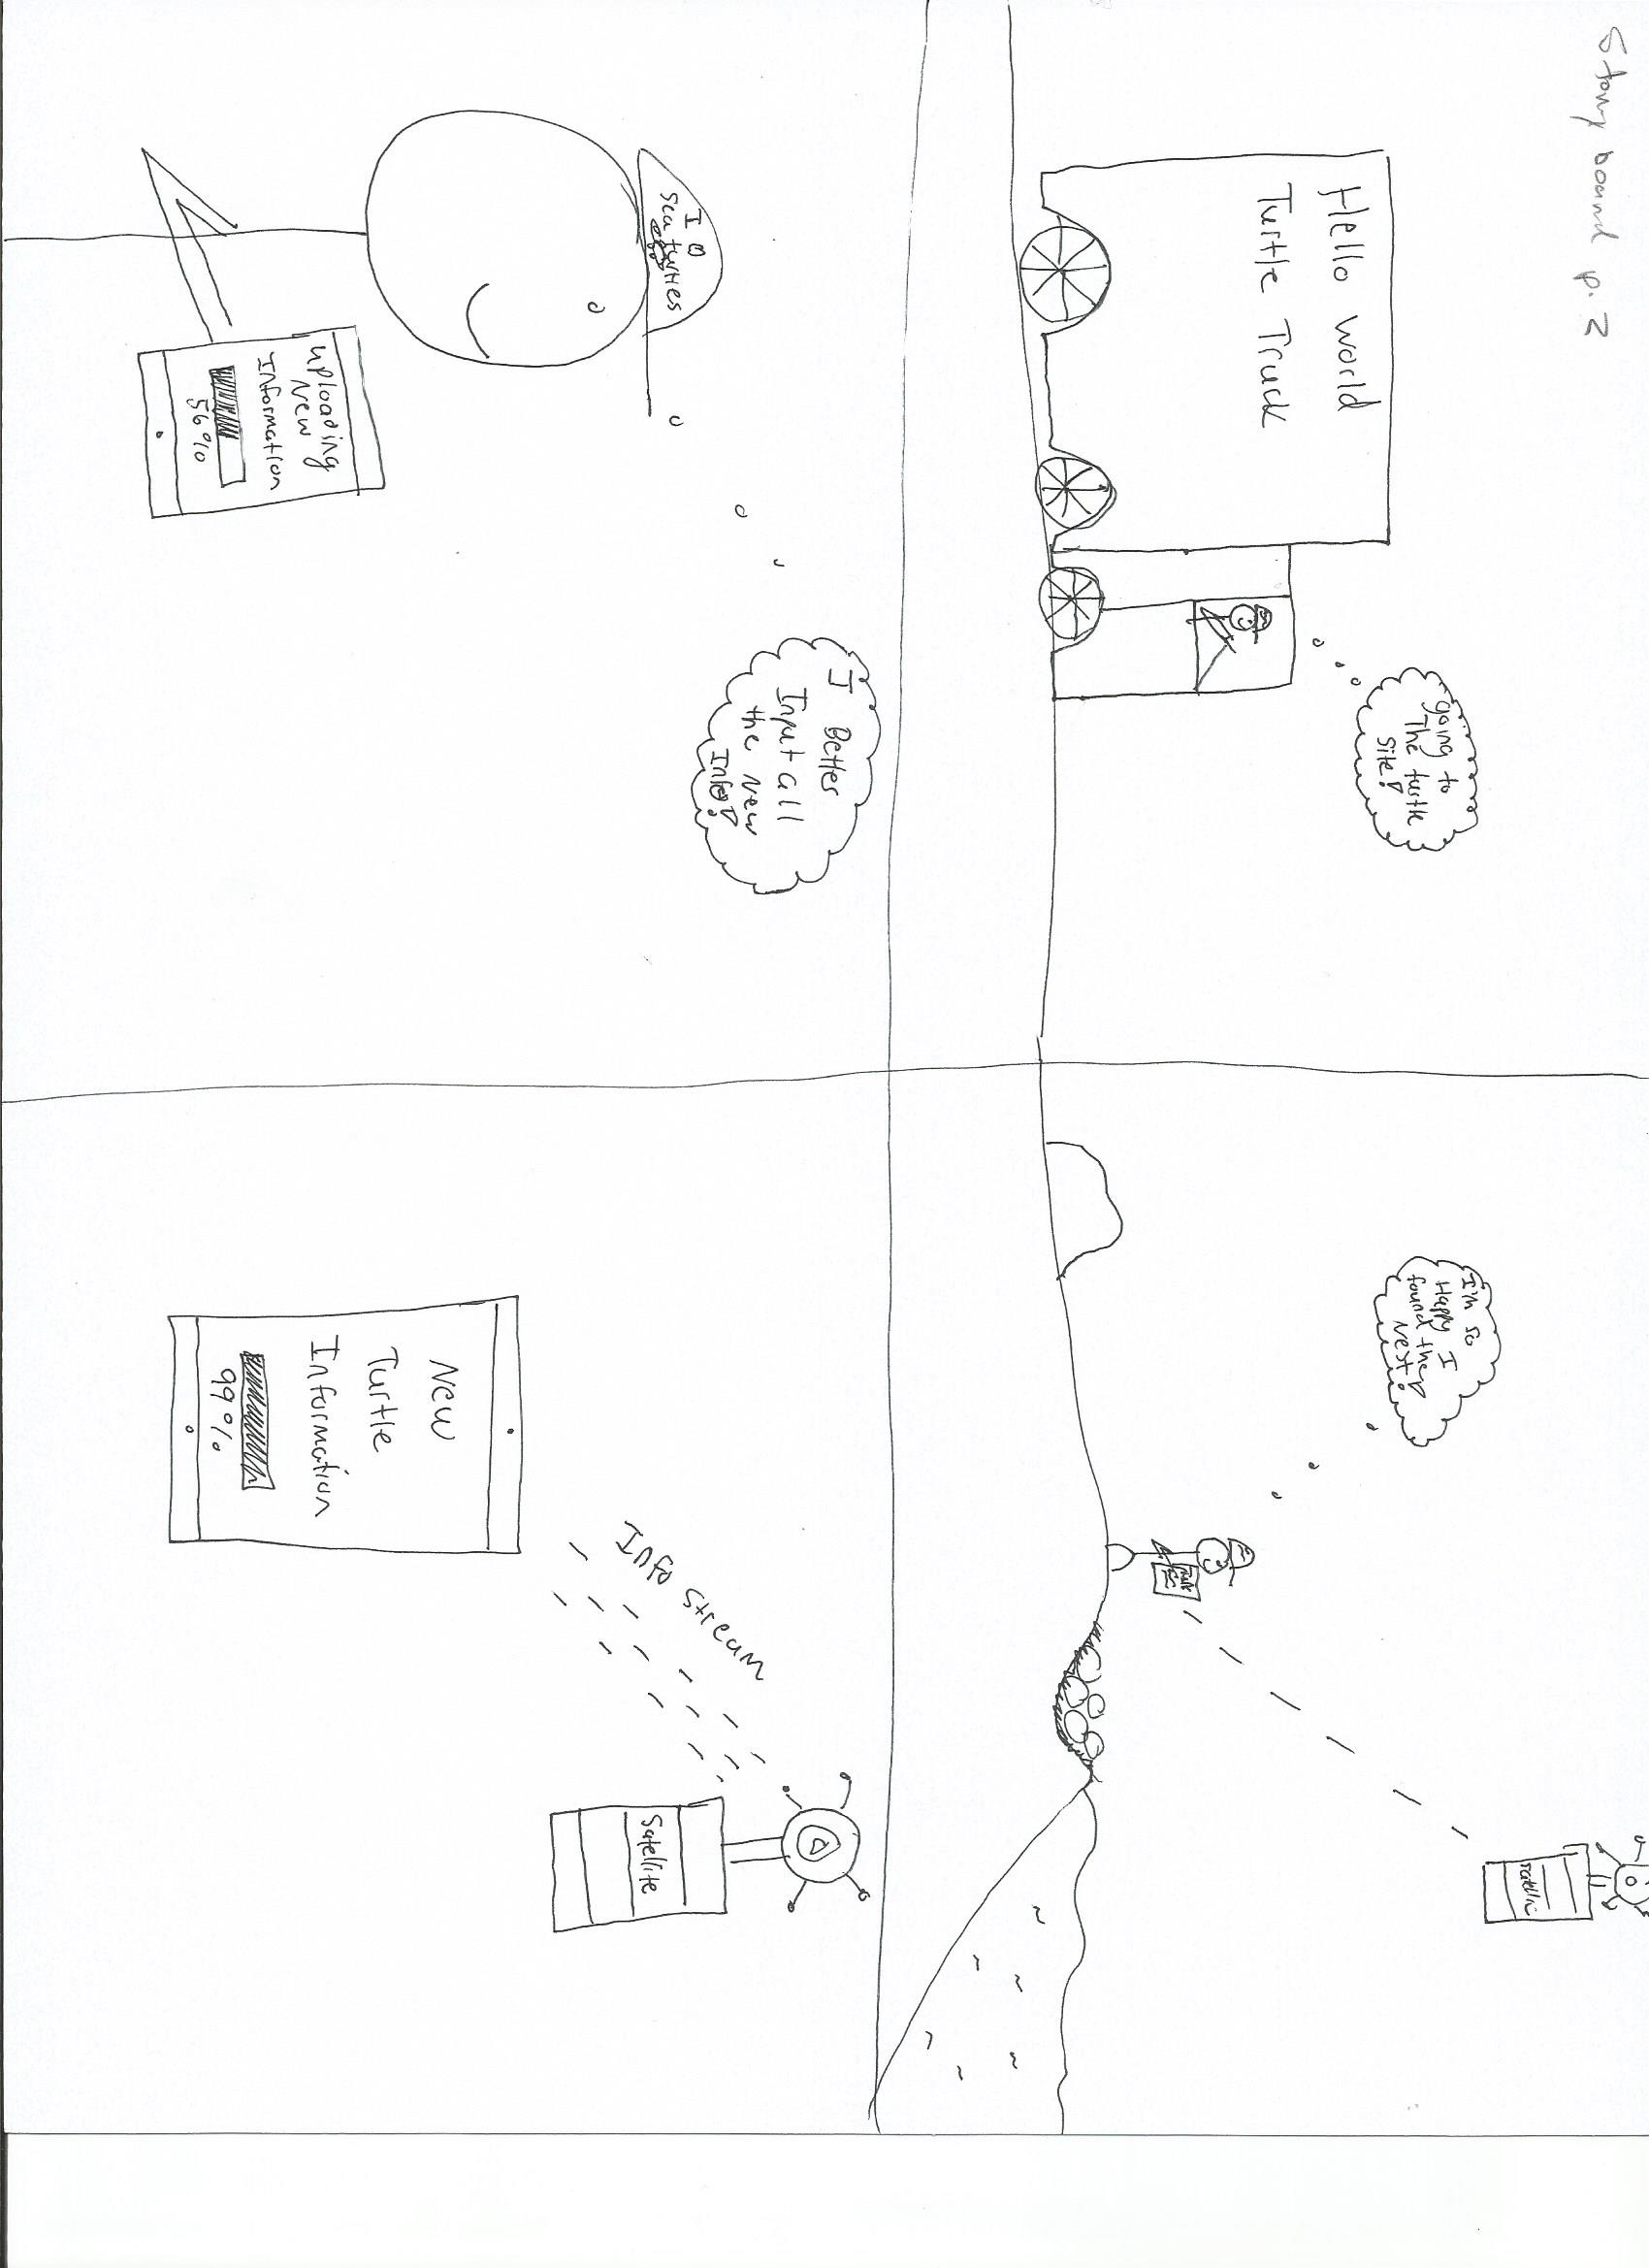 Story board p. 2
Hello World
Turtle Truck
going to
The turtle
site!
I'm so
Happy I
found the
Nest!
Satellite
I Better
Input all
the New
Info!
I ♡
Sea turtles
Uploading
New
Information
56%
New
Turtle
Information
99%
Info stream
Satellite